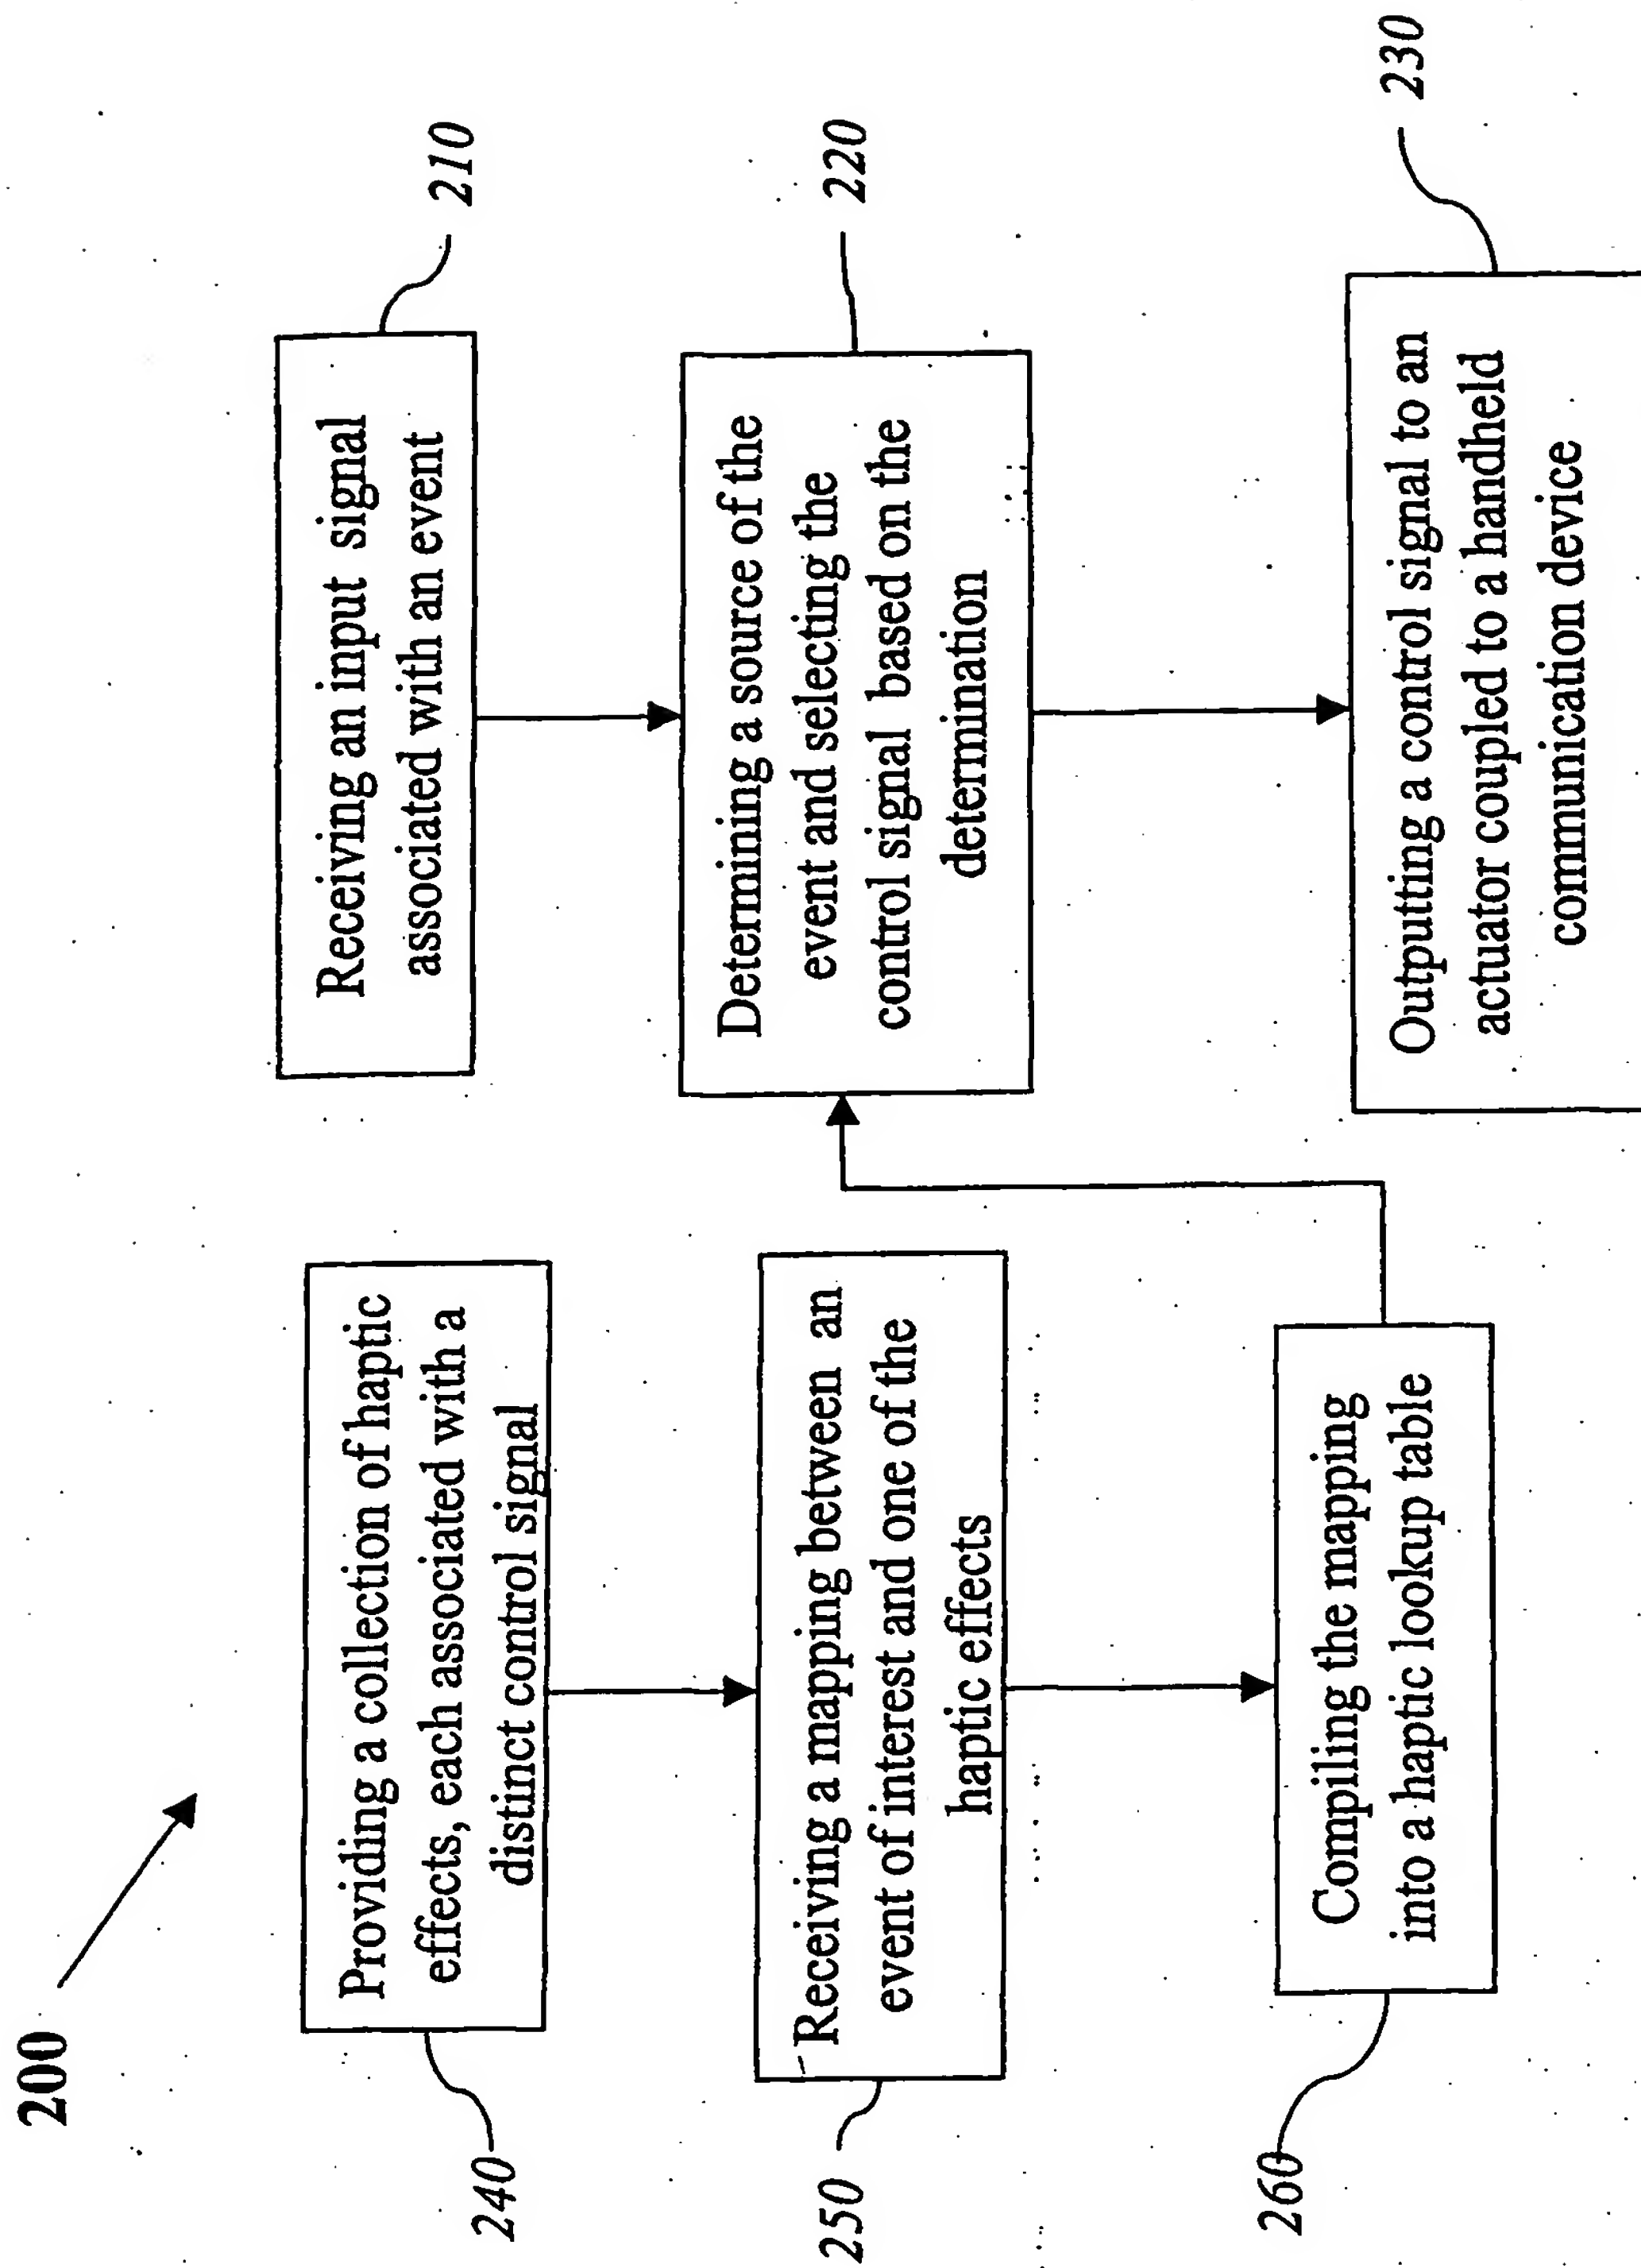 200
240
Providing a collection of haptic
effects, each associated with a
distinct control signal
250
Receiving a mapping between an
event of interest and one of the
haptic effects
260
Compiling the mapping
into a haptic lookup table
Receiving an input signal
associated with an event
210
Determining a source of the
event and selecting the
control signal based on the
determination
220
Outputting a control signal to an
actuator coupled to a handheld
communication device
230